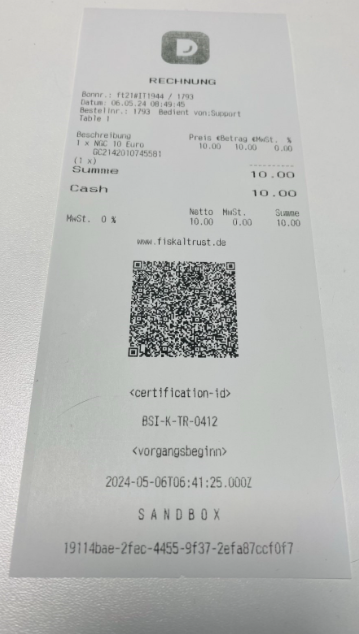 D
RECHNUNG
Bonnr.: ft21#IT1944 / 1793
Datum: 06.05.24 08:49:45
Bestellnr.: 1793 Bedient von:Support
Table 1
Beschreibung Preis €Betrag €MwSt. %
1 x NGC 10 Euro 10.00 10.00 0.00
GC2142010745581
(1 x)
Summe 10.00
Cash 10.00
Netto MwSt. Summe
MwSt. 0 % 10.00 0.00 10.00
www.fiskaltrust.de
<certification-id>
BSI-K-TR-0412
<vorgangsbeginn>
2024-05-06T06:41:25.000Z
SANDBOX
19114bae-2fec-4455-9f37-2efa87ccf0f7